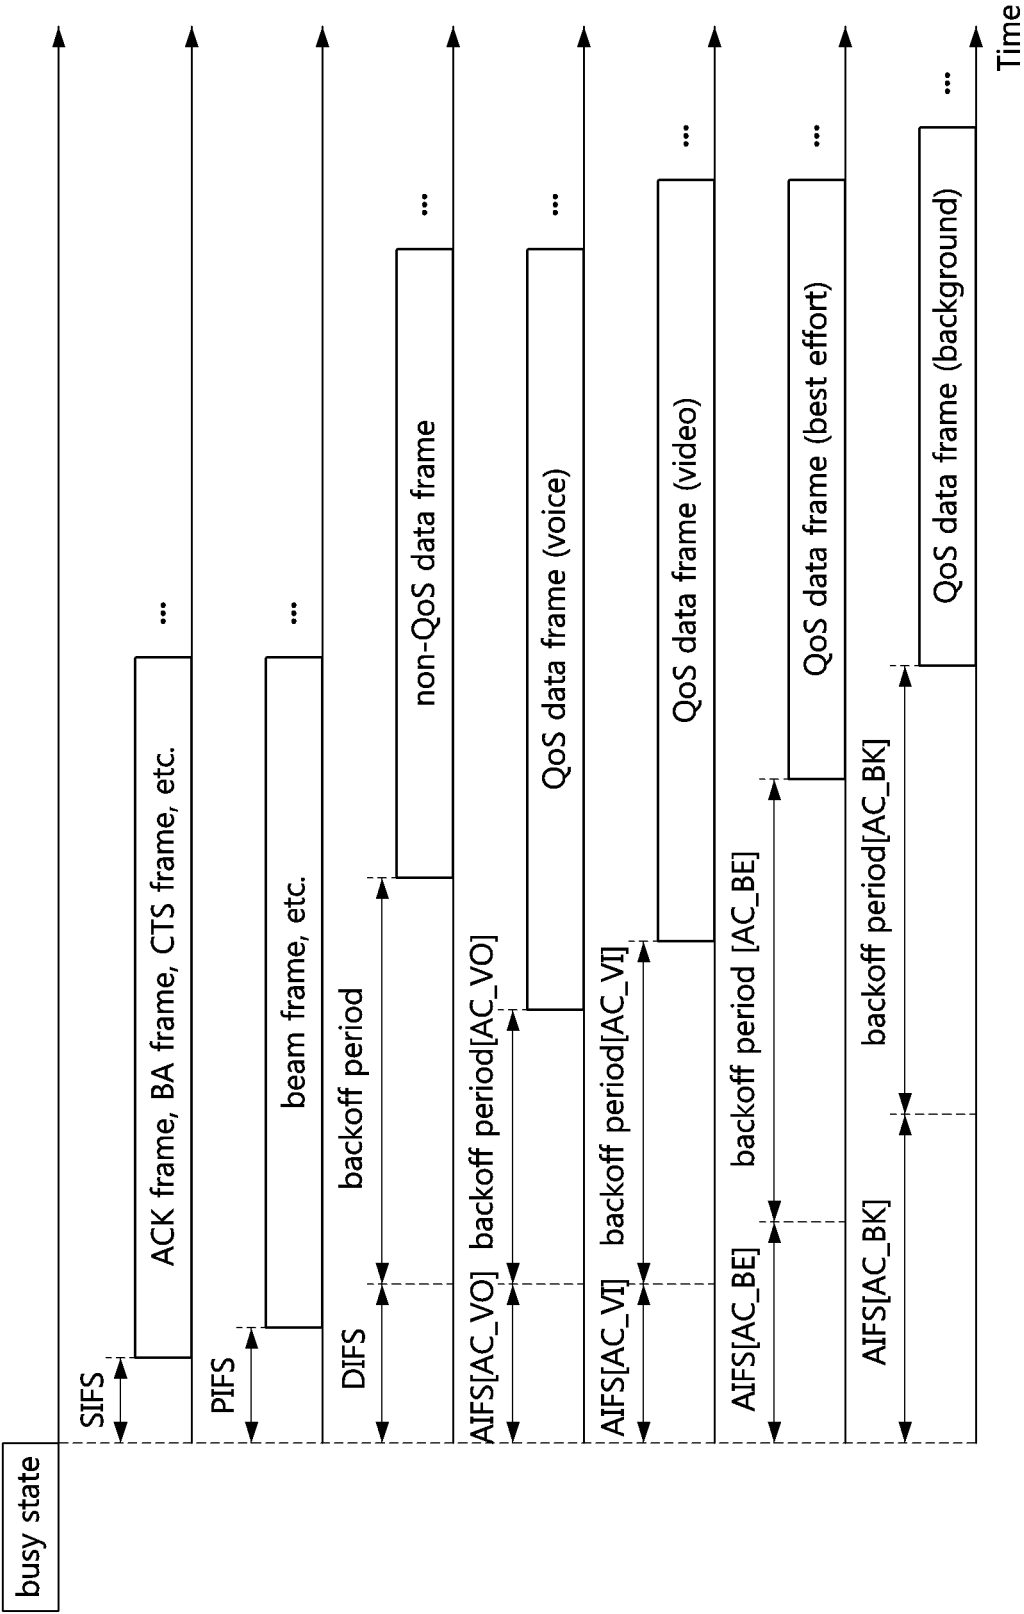 busy state
SIFS
ACK frame, BA frame, CTS frame, etc.
...
PIFS
beam frame, etc.
...
DIFS
backoff period
non-QoS data frame
...
AIFS[AC_VO]
backoff period[AC_VO]
QoS data frame (voice)
...
AIFS[AC_VI]
backoff period[AC_VI]
QoS data frame (video)
...
AIFS[AC_BE]
backoff period [AC_BE]
QoS data frame (best effort)
...
AIFS[AC_BK]
backoff period[AC_BK]
QoS data frame (background)
...
Time